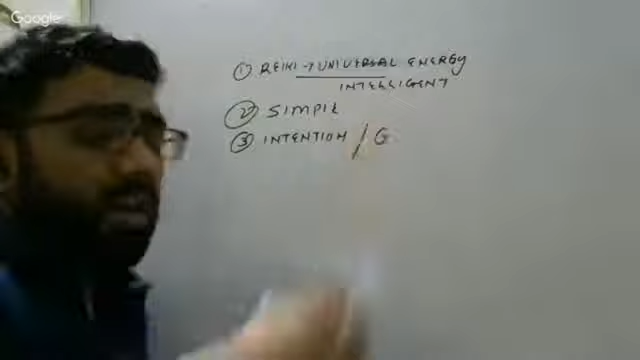 Google
① REIKI → UNIVERSAL ENERGY
INTELLIGENT
② SIMPLE
③ INTENTION / G